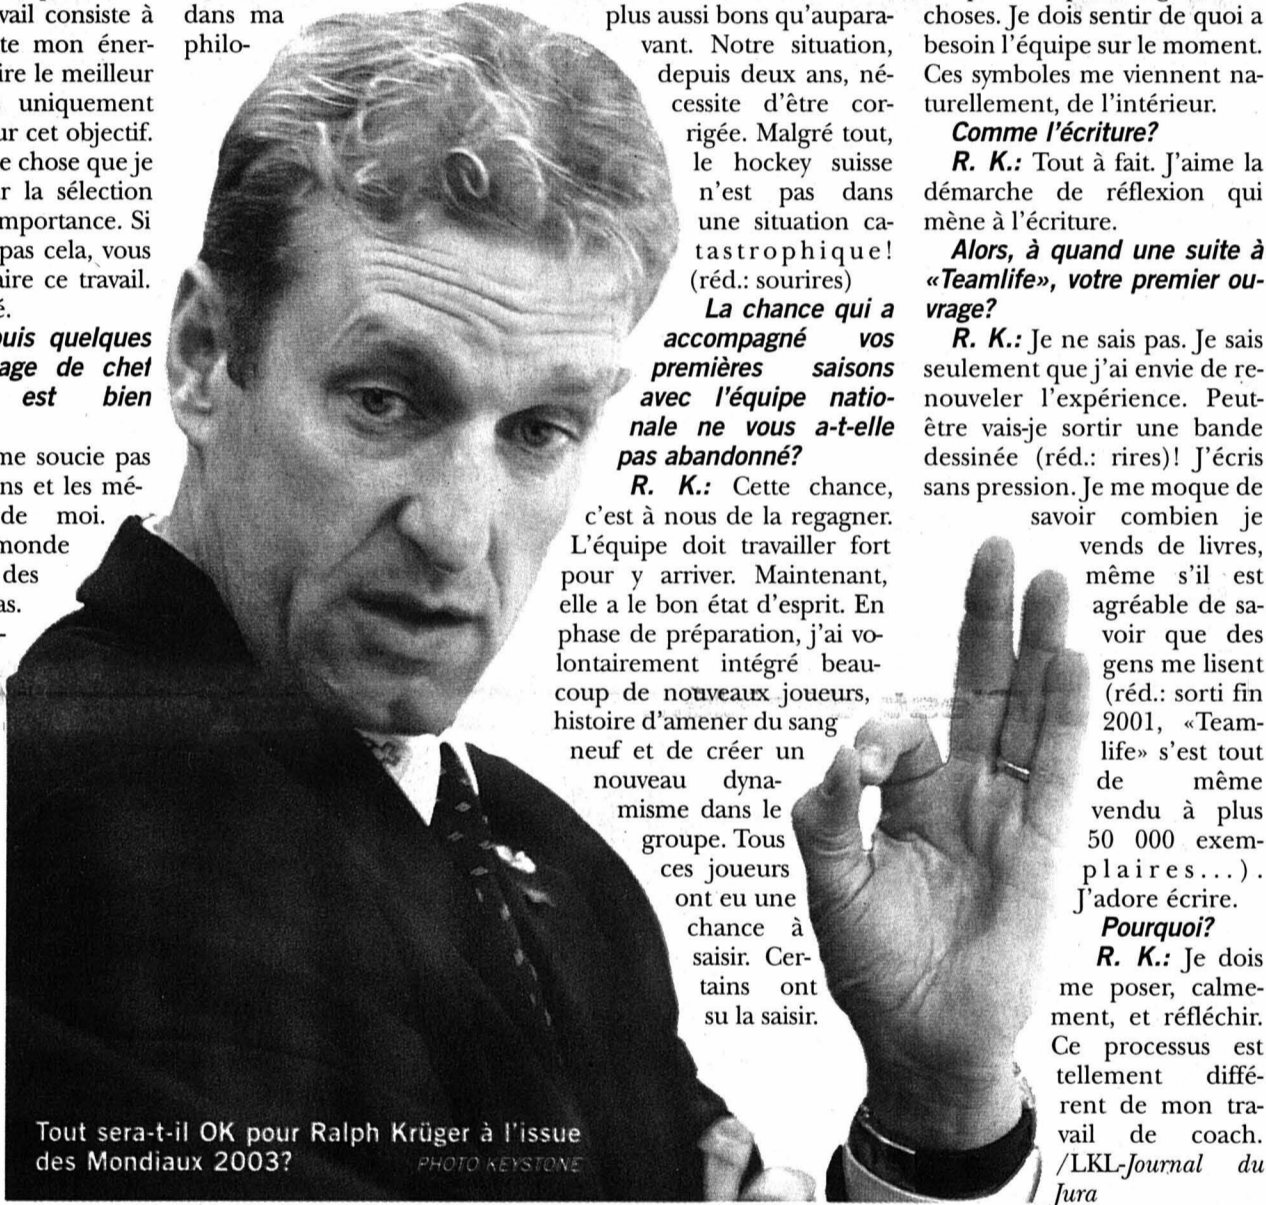 vail consiste à
te mon éner-
ire le meilleur
uniquement
ur cet objectif.
e chose que je
r la sélection
mportance. Si
pas cela, vous
aire ce travail.
é.
puis quelques
age de chef
est bien
me soucie pas
ns et les mé-
de moi.
monde
des
as.
-
dans ma
philo-
plus aussi bons qu'aupara-
vant. Notre situation,
depuis deux ans, né-
cessite d'être cor-
rigée. Malgré tout,
le hockey suisse
n'est pas dans
une situation ca-
tastrophique!
(réd.: sourires)
La chance qui a
accompagné vos
premières saisons
avec l'équipe natio-
nale ne vous a-t-elle
pas abandonné?
R. K.: Cette chance,
c'est à nous de la regagner.
L'équipe doit travailler fort
pour y arriver. Maintenant,
elle a le bon état d'esprit. En
phase de préparation, j'ai vo-
lontairement intégré beau-
coup de nouveaux joueurs,
histoire d'amener du sang
neuf et de créer un
nouveau dyna-
misme dans le
groupe. Tous
ces joueurs
ont eu une
chance à
saisir. Cer-
tains ont
su la saisir.
choses. Je dois sentir de quoi a
besoin l'équipe sur le moment.
Ces symboles me viennent na-
turellement, de l'intérieur.
Comme l'écriture?
R. K.: Tout à fait. J'aime la
démarche de réflexion qui
mène à l'écriture.
Alors, à quand une suite à
«Teamlife», votre premier ou-
vrage?
R. K.: Je ne sais pas. Je sais
seulement que j'ai envie de re-
nouveler l'expérience. Peut-
être vais-je sortir une bande
dessinée (réd.: rires)! J'écris
sans pression. Je me moque de
savoir combien je
vends de livres,
même s'il est
agréable de sa-
voir que des
gens me lisent
(réd.: sorti fin
2001, «Team-
life» s'est tout
de même
vendu à plus
50 000 exem-
plaires...).
J'adore écrire.
Pourquoi?
R. K.: Je dois
me poser, calme-
ment, et réfléchir.
Ce processus est
tellement diffé-
rent de mon tra-
vail de coach.
/LKL-Journal du
Jura
Tout sera-t-il OK pour Ralph Krüger à l'issue
des Mondiaux 2003? PHOTO KEYSTONE